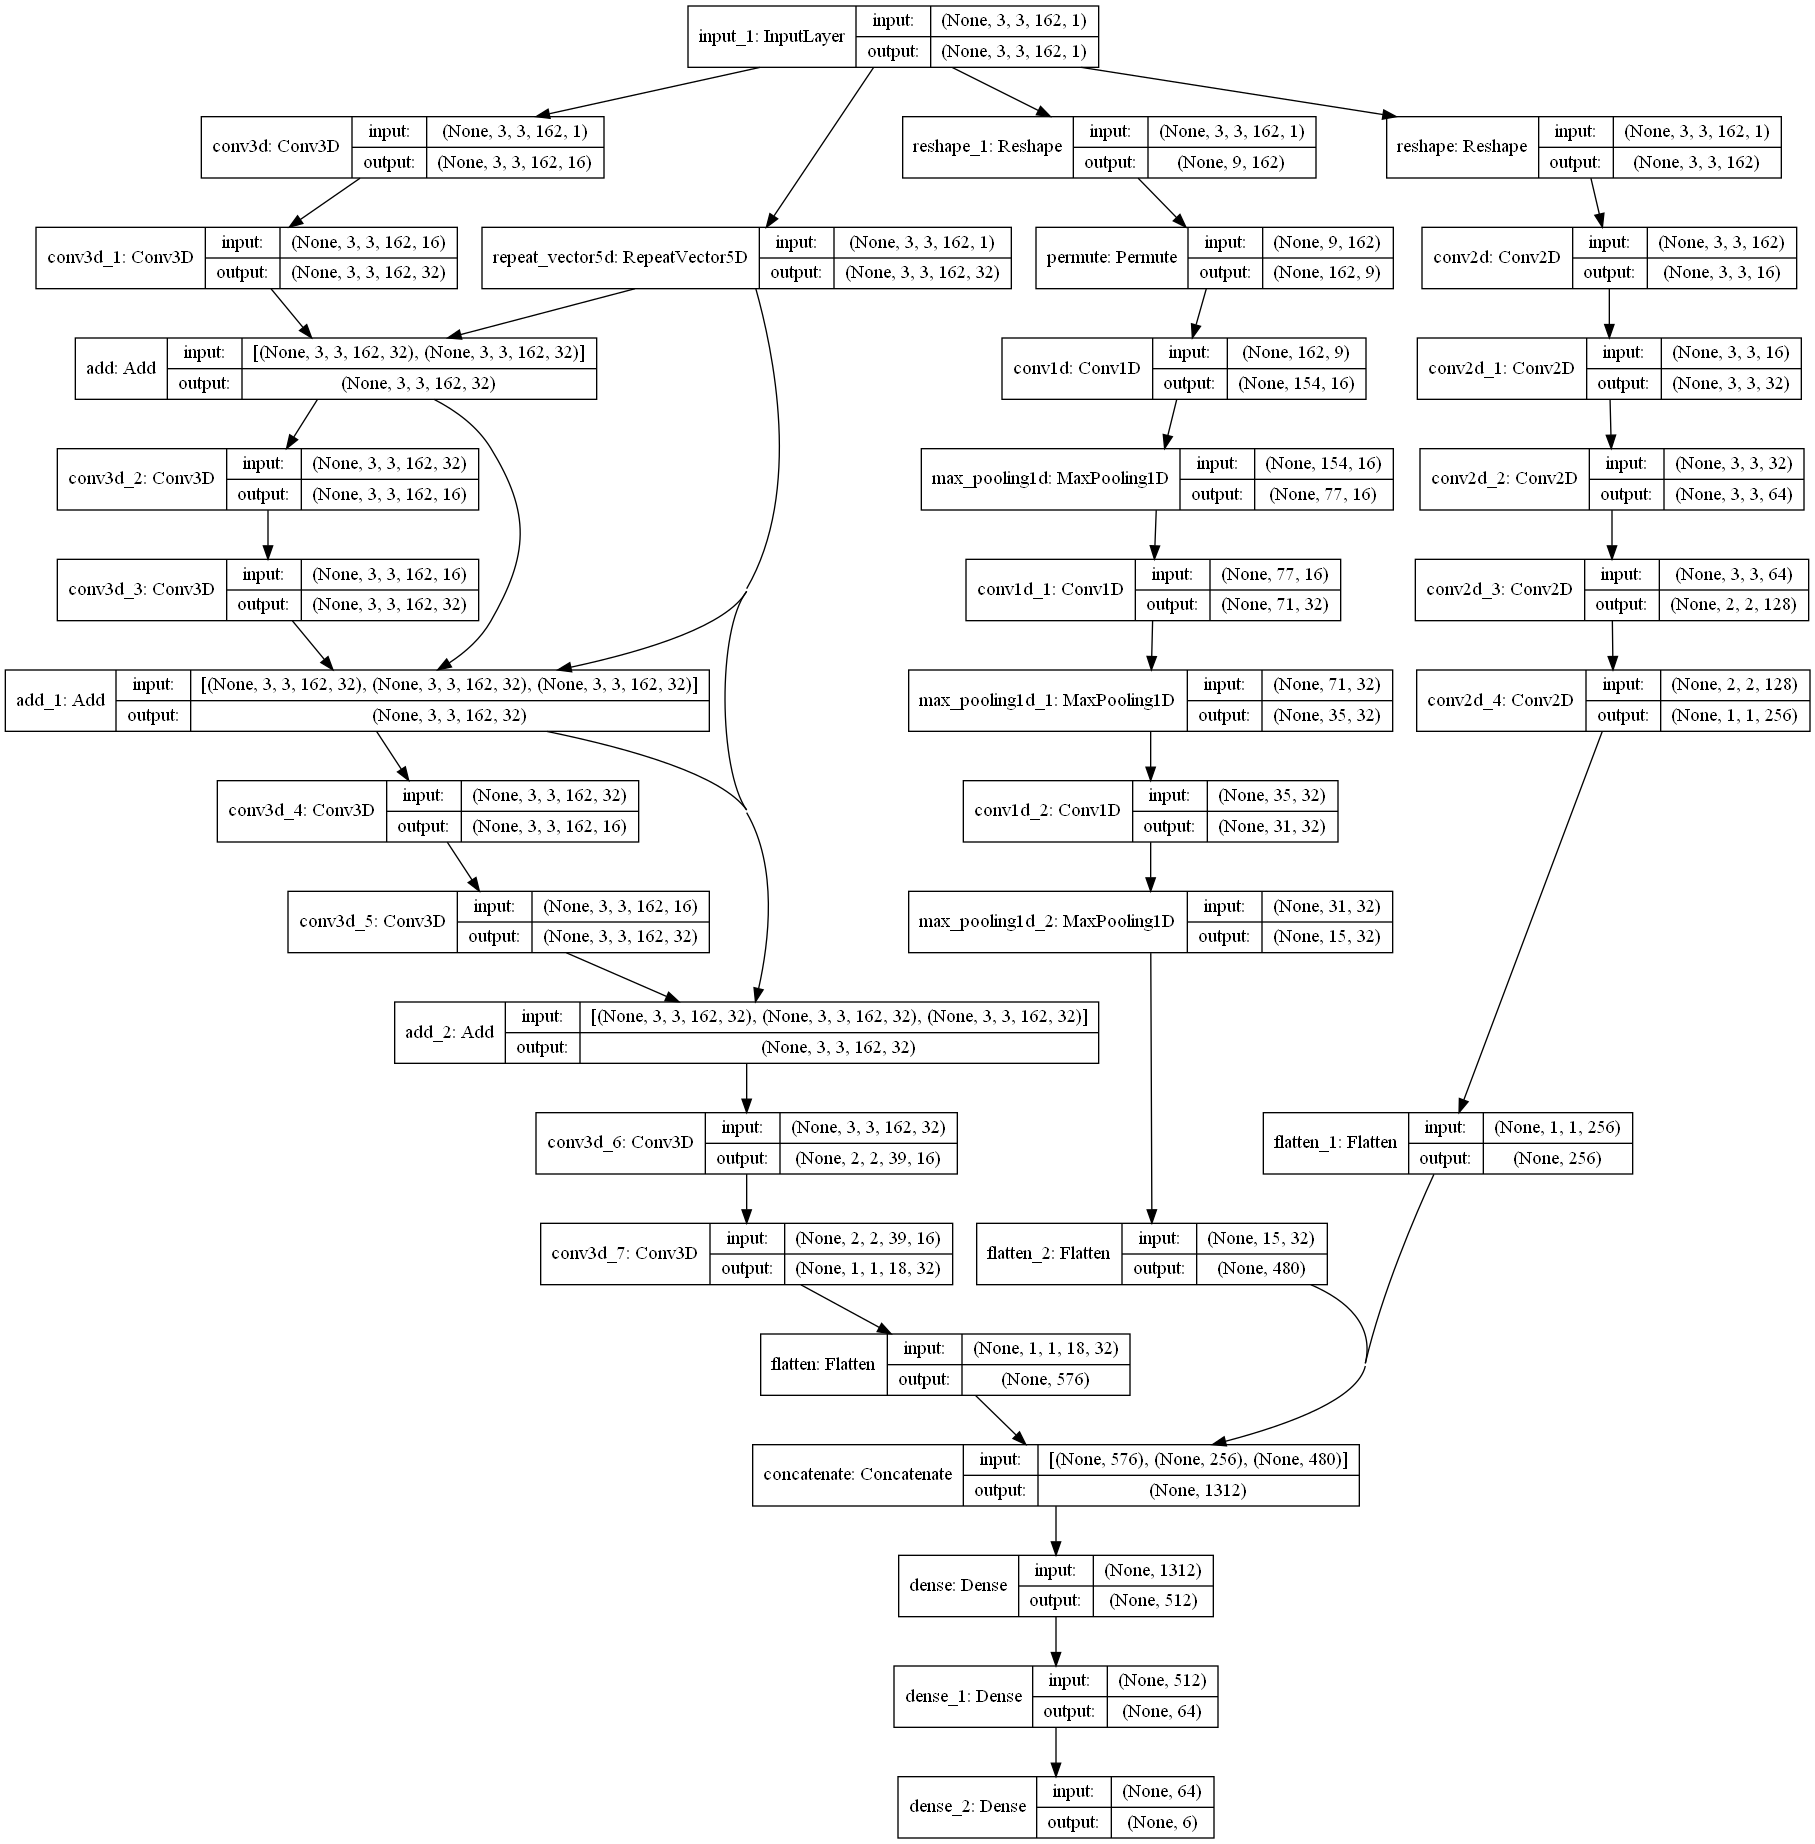 input_1: InputLayer
input: (None, 3, 3, 162, 1)
output: (None, 3, 3, 162, 1)
conv3d: Conv3D
input: (None, 3, 3, 162, 1)
output: (None, 3, 3, 162, 16)
reshape_1: Reshape
input: (None, 3, 3, 162, 1)
output: (None, 9, 162)
reshape: Reshape
input: (None, 3, 3, 162, 1)
output: (None, 3, 3, 162)
conv3d_1: Conv3D
input: (None, 3, 3, 162, 16)
output: (None, 3, 3, 162, 32)
repeat_vector5d: RepeatVector5D
input: (None, 3, 3, 162, 1)
output: (None, 3, 3, 162, 32)
permute: Permute
input: (None, 9, 162)
output: (None, 162, 9)
conv2d: Conv2D
input: (None, 3, 3, 162)
output: (None, 3, 3, 16)
add: Add
input: [(None, 3, 3, 162, 32), (None, 3, 3, 162, 32)]
output: (None, 3, 3, 162, 32)
conv1d: Conv1D
input: (None, 162, 9)
output: (None, 154, 16)
conv2d_1: Conv2D
input: (None, 3, 3, 16)
output: (None, 3, 3, 32)
conv3d_2: Conv3D
input: (None, 3, 3, 162, 32)
output: (None, 3, 3, 162, 16)
max_pooling1d: MaxPooling1D
input: (None, 154, 16)
output: (None, 77, 16)
conv2d_2: Conv2D
input: (None, 3, 3, 32)
output: (None, 3, 3, 64)
conv3d_3: Conv3D
input: (None, 3, 3, 162, 16)
output: (None, 3, 3, 162, 32)
conv1d_1: Conv1D
input: (None, 77, 16)
output: (None, 71, 32)
conv2d_3: Conv2D
input: (None, 3, 3, 64)
output: (None, 2, 2, 128)
add_1: Add
input: [(None, 3, 3, 162, 32), (None, 3, 3, 162, 32), (None, 3, 3, 162, 32)]
output: (None, 3, 3, 162, 32)
max_pooling1d_1: MaxPooling1D
input: (None, 71, 32)
output: (None, 35, 32)
conv2d_4: Conv2D
input: (None, 2, 2, 128)
output: (None, 1, 1, 256)
conv3d_4: Conv3D
input: (None, 3, 3, 162, 32)
output: (None, 3, 3, 162, 16)
conv1d_2: Conv1D
input: (None, 35, 32)
output: (None, 31, 32)
conv3d_5: Conv3D
input: (None, 3, 3, 162, 16)
output: (None, 3, 3, 162, 32)
max_pooling1d_2: MaxPooling1D
input: (None, 31, 32)
output: (None, 15, 32)
add_2: Add
input: [(None, 3, 3, 162, 32), (None, 3, 3, 162, 32), (None, 3, 3, 162, 32)]
output: (None, 3, 3, 162, 32)
conv3d_6: Conv3D
input: (None, 3, 3, 162, 32)
output: (None, 2, 2, 39, 16)
flatten_1: Flatten
input: (None, 1, 1, 256)
output: (None, 256)
conv3d_7: Conv3D
input: (None, 2, 2, 39, 16)
output: (None, 1, 1, 18, 32)
flatten_2: Flatten
input: (None, 15, 32)
output: (None, 480)
flatten: Flatten
input: (None, 1, 1, 18, 32)
output: (None, 576)
concatenate: Concatenate
input: [(None, 576), (None, 256), (None, 480)]
output: (None, 1312)
dense: Dense
input: (None, 1312)
output: (None, 512)
dense_1: Dense
input: (None, 512)
output: (None, 64)
dense_2: Dense
input: (None, 64)
output: (None, 6)